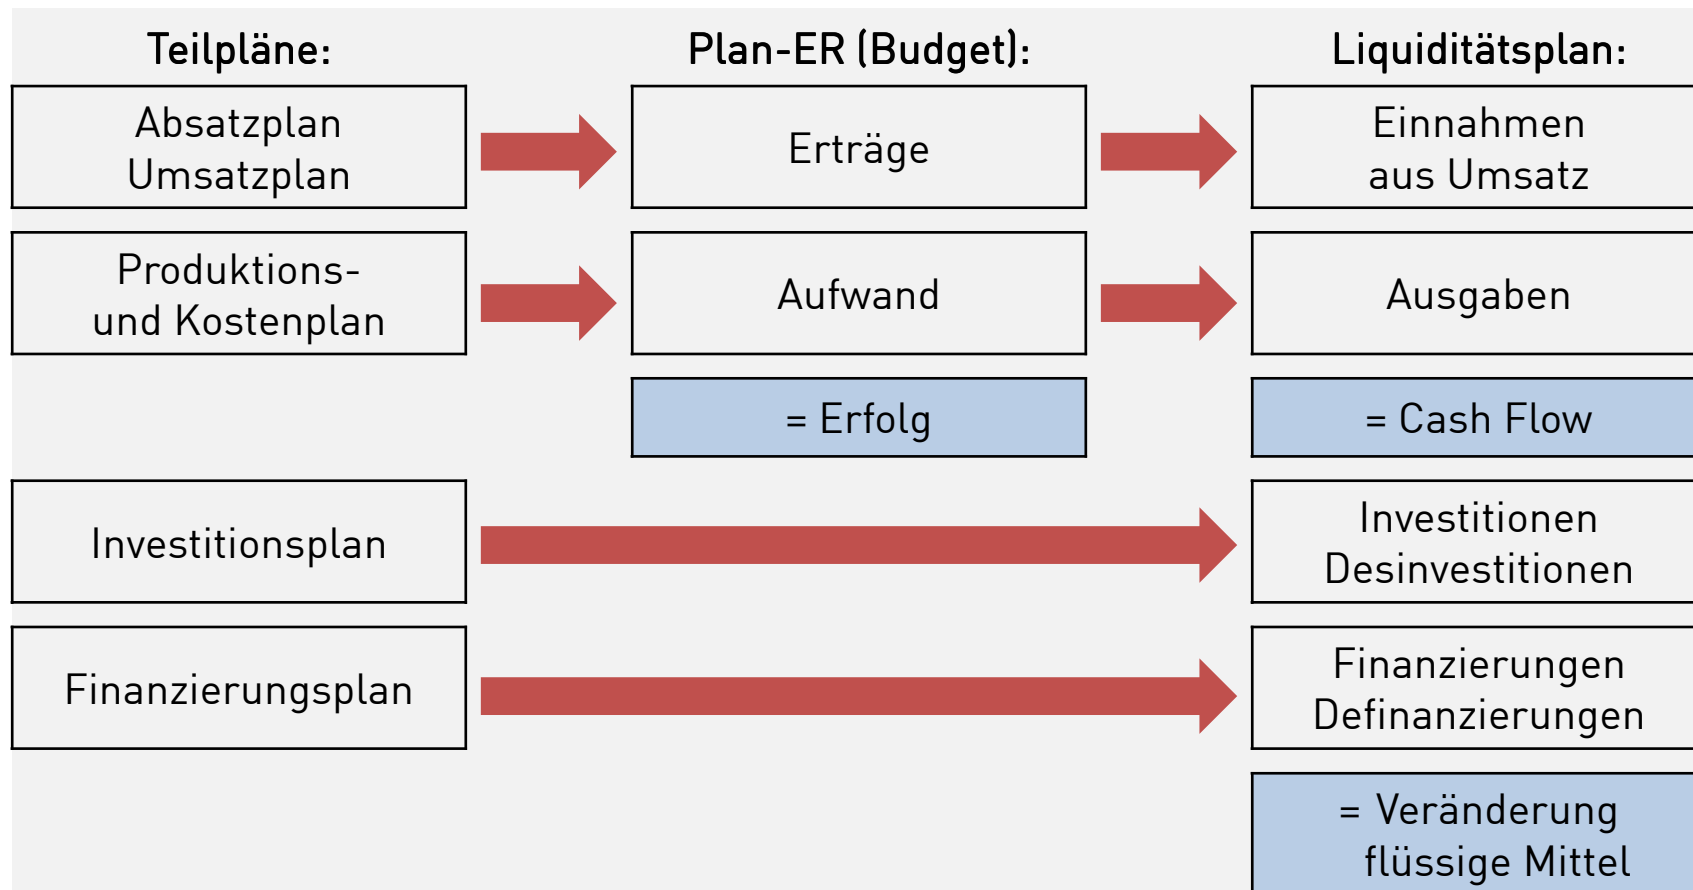 Teilpläne:
Plan-ER (Budget):
Liquiditätsplan:
Absatzplan
Umsatzplan
Erträge
Einnahmen
aus Umsatz
Produktions-
und Kostenplan
Aufwand
Ausgaben
= Erfolg
= Cash Flow
Investitionsplan
Investitionen
Desinvestitionen
Finanzierungsplan
Finanzierungen
Definanzierungen
= Veränderung
flüssige Mittel